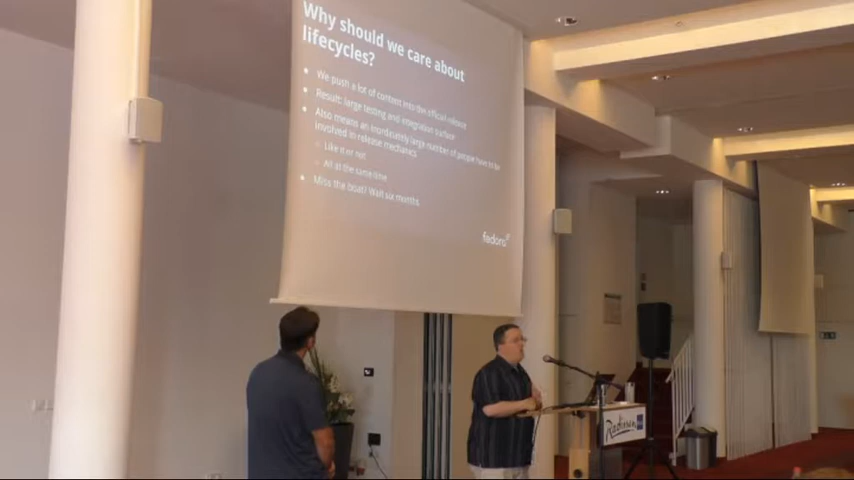 Why should we care about
lifecycles?
We push a lot of content into the official release
Result: large testing and integration surface
Also means an inordinately large number of people have to be
involved in release mechanics
Like it or not
All at the same time
Miss the boat? Wait six months
fedora
Radisson